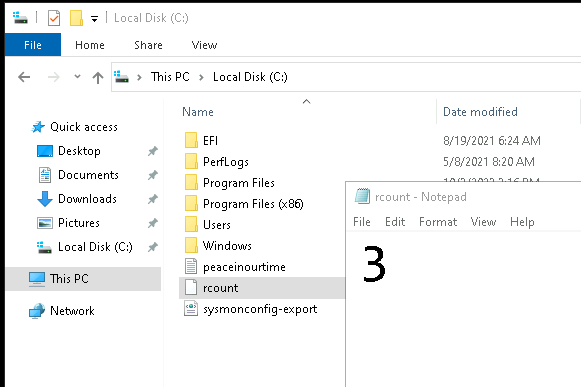 Local Disk (C:)
File Home Share View
This PC Local Disk (C:)
Name Date modified
Quick access
Desktop
Documents
Downloads
Pictures
Local Disk (C:)
This PC
Network
EFI 8/19/2021 6:24 AM
PerfLogs 5/8/2021 8:20 AM
Program Files
Program Files (x86)
Users
Windows
peaceinourtime
rcount
sysmonconfig-export
rcount - Notepad
File Edit Format View Help
3